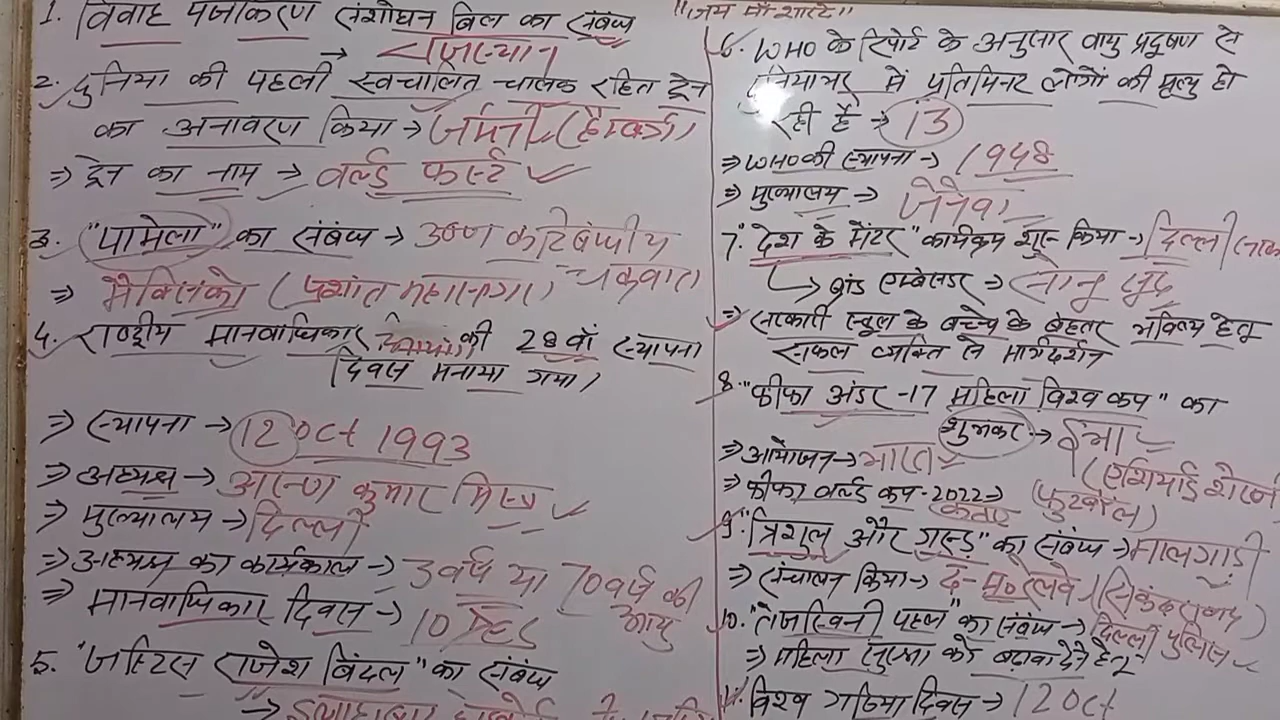 "जय माँ शारदे"
1. विवाह पंजीकरण संशोधन बिल का संबंध
→ राजस्थान
2. दुनिया की पहली स्वचालित चालक रहित ट्रेन
का अनावरण किया → जर्मनी (हैम्बर्ग)
⇒ ट्रेन का नाम → वर्ल्ड फर्स्ट
3. "पामेला" का संबंध → उष्ण कटिबंधीय
चक्रवात
⇒ मैक्सिको (प्रशांत महासागर)
4. राष्ट्रीय मानवाधिकार की 28वां स्थापना
दिवस मनाया गया।
⇒ स्थापना → 12 Oct 1993
⇒ अध्यक्ष → अरुण कुमार मिश्र
⇒ मुख्यालय → दिल्ली
⇒ अध्यक्ष का कार्यकाल → 3 वर्ष या 70 वर्ष की
आयु
⇒ मानवाधिकार दिवस → 10 DEC
5. "जस्टिस राजेश बिंदल" का संबंध
→ इलाहाबाद
6. WHO के रिपोर्ट के अनुसार वायु प्रदूषण से
दुनियाभर में प्रतिमिनट लोगों की मृत्यु हो
रही है → 13
⇒ WHO की स्थापना → 1948
⇒ मुख्यालय → जेनेवा
7. "देश के मेंटर" कार्यक्रम शुरू किया → दिल्ली
↳ ब्रांड एम्बेसडर → सोनू सूद
⇒ सरकारी स्कूल के बच्चे के बेहतर भविष्य हेतु
सफल व्यक्ति से मार्गदर्शन
8. "फीफा अंडर -17 महिला विश्व कप" का
शुभंकर → इभा
⇒ आयोजन → भारत (एशियाई शेरनी
⇒ फीफा वर्ल्ड कप-2022 → (फुटबॉल)
कतर
9. "त्रिशूल और गरुड़" का संबंध → मालगाड़ी
⇒ संचालन किया → द॰ म॰ रेलवे (सिकंदराबाद)
10. "तेजस्विनी पहल" का संबंध → दिल्ली पुलिस
⇒ महिला सुरक्षा को बढ़ावा देने हेतु
11. विश्व गठिया दिवस → 12 Oct